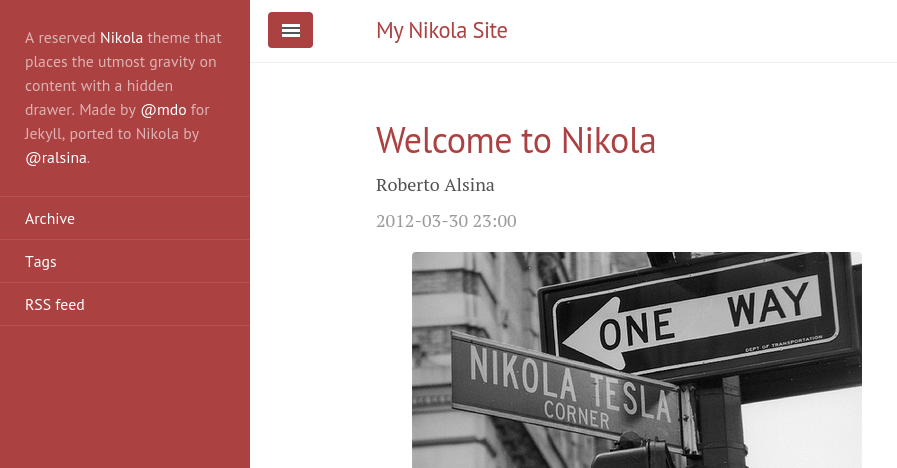 A reserved Nikola theme that
places the utmost gravity on
content with a hidden
drawer. Made by @mdo for
Jekyll, ported to Nikola by
@ralsina.
Archive
Tags
RSS feed
My Nikola Site
Welcome to Nikola
Roberto Alsina
2012-03-30 23:00
ONE WAY
DEPT OF TRANSPORTATION
NIKOLA TESLA
CORNER